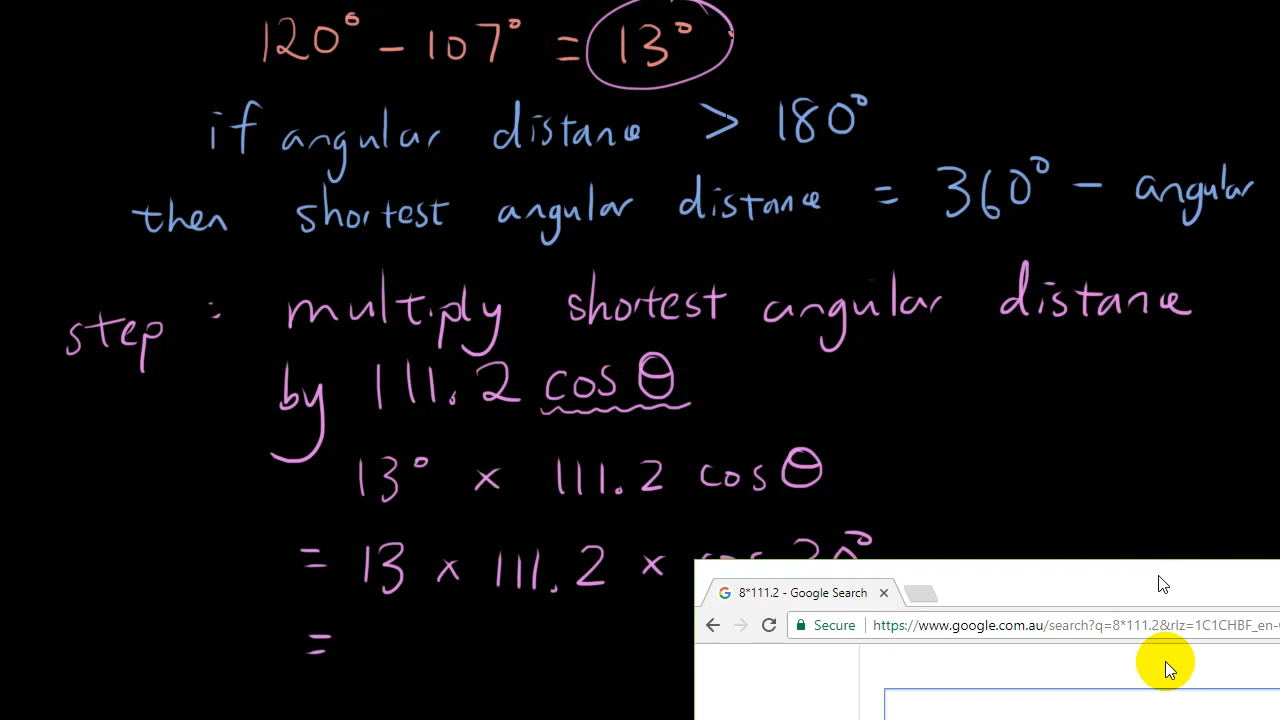 120° - 107° = 13°
if angular distance > 180°
then shortest angular distance = 360° - angular
step : multiply shortest angular distance
by 111.2 cos θ
13° x 111.2 cos θ
= 13 x 111.2 x
=
8*111.2 - Google Search
Secure https://www.google.com.au/search?q=8*111.2&rlz=1C1CHBF_en-